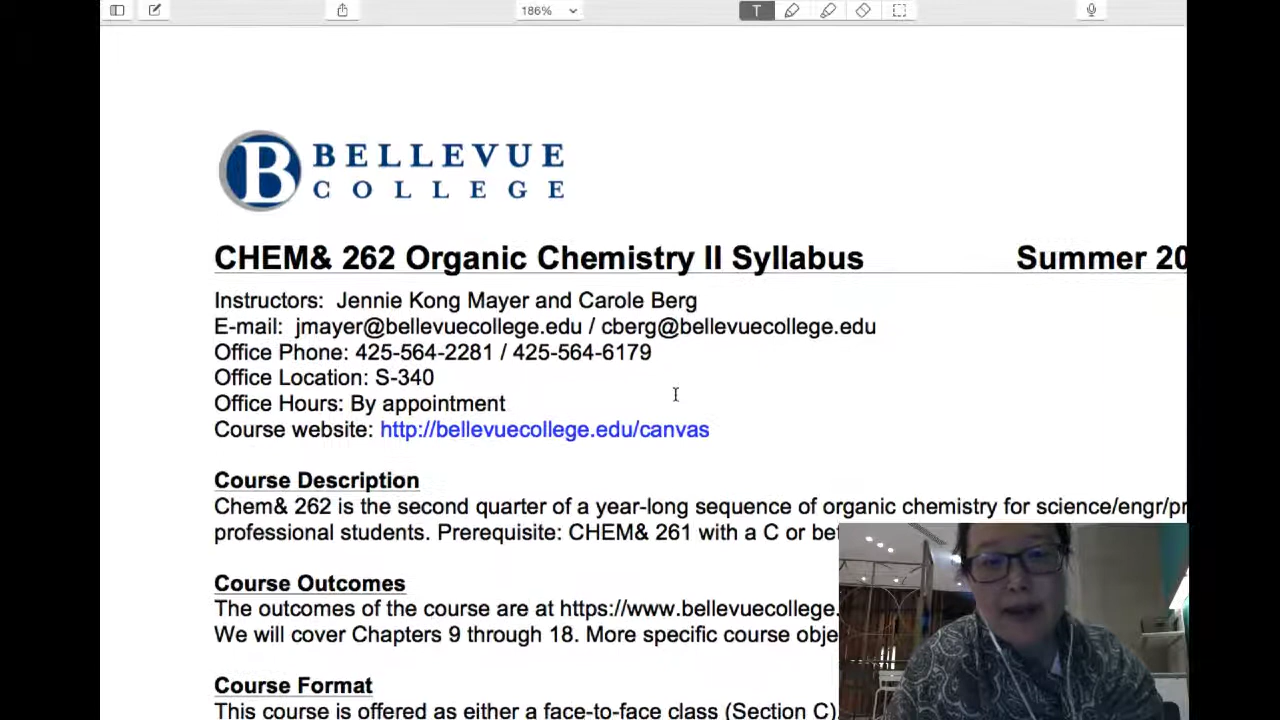 186%
T
B
BELLEVUE
COLLEGE
CHEM& 262 Organic Chemistry II Syllabus Summer 20
Instructors: Jennie Kong Mayer and Carole Berg
E-mail: jmayer@bellevuecollege.edu / cberg@bellevuecollege.edu
Office Phone: 425-564-2281 / 425-564-6179
Office Location: S-340
Office Hours: By appointment
Course website: http://bellevuecollege.edu/canvas
Course Description
Chem& 262 is the second quarter of a year-long sequence of organic chemistry for science/engr/pr
professional students. Prerequisite: CHEM& 261 with a C or bet
Course Outcomes
The outcomes of the course are at https://www.bellevuecollege.
We will cover Chapters 9 through 18. More specific course obje
Course Format
This course is offered as either a face-to-face class (Section C).